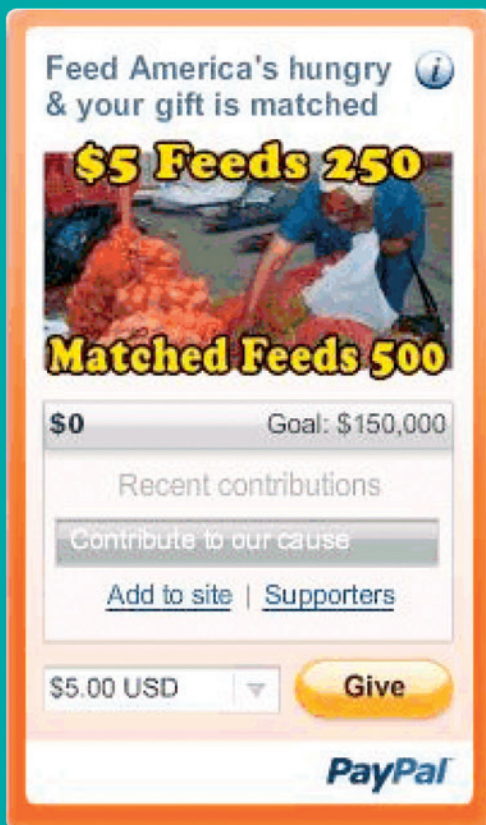 Feed America's hungry
& your gift is matched
$5 Feeds 250
Matched Feeds 500
$0 Goal: $150,000
Recent contributions
Contribute to our cause
Add to site | Supporters
$5.00 USD Give
PayPal